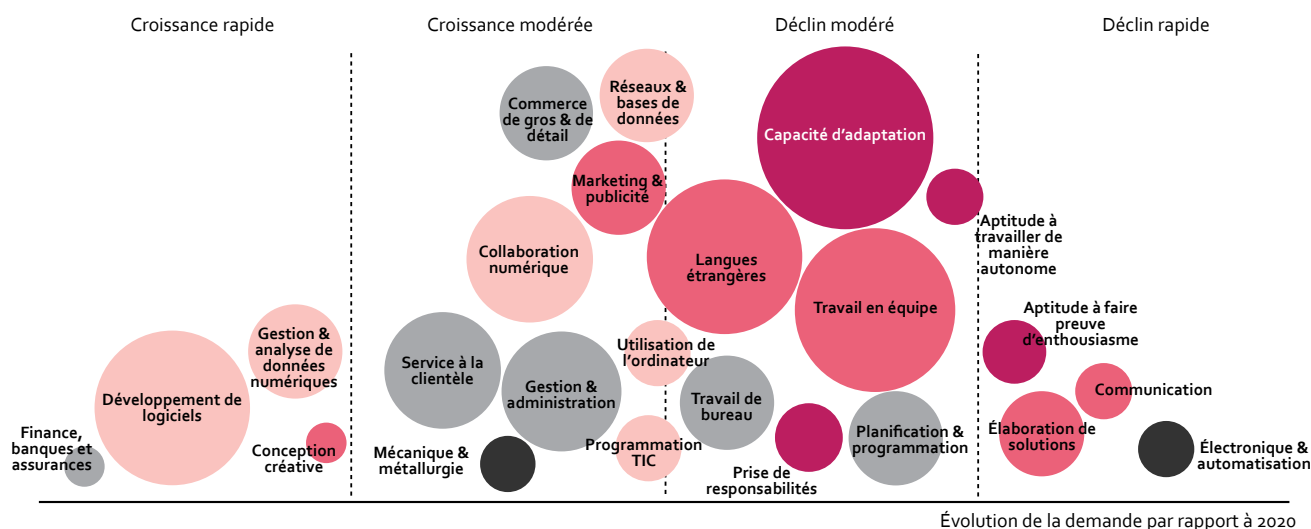 Croissance rapide
Croissance modérée
Déclin modéré
Déclin rapide
Commerce
de gros & de
détail
Réseaux &
bases de
données
Capacité d'adaptation
Marketing &
publicité
Aptitude à
travailler de
manière
autonome
Collaboration
numérique
Langues
étrangères
Travail en équipe
Gestion &
analyse de
données
numériques
Développement de
logiciels
Finance,
banques et
assurances
Conception
créative
Service à la
clientèle
Gestion &
administration
Mécanique &
métallurgie
Utilisation de
l'ordinateur
Programmation
TIC
Travail de
bureau
Prise de
responsabilités
Planification &
programmation
Aptitude à faire
preuve
d'enthousiasme
Communication
Élaboration de
solutions
Électronique &
automatisation
Évolution de la demande par rapport à 2020